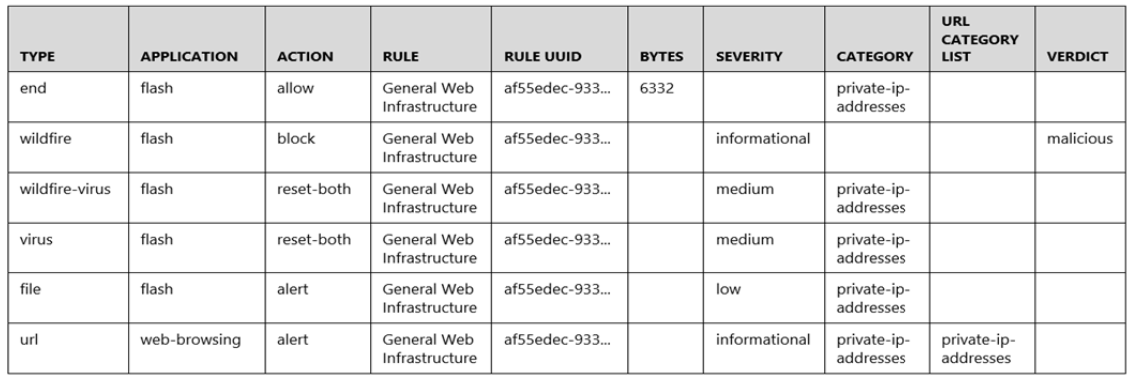 TYPE APPLICATION ACTION RULE RULE UUID BYTES SEVERITY CATEGORY URL CATEGORY LIST VERDICT
end flash allow General Web Infrastructure af55edec-933... 6332 private-ip-addresses
wildfire flash block General Web Infrastructure af55edec-933... informational malicious
wildfire-virus flash reset-both General Web Infrastructure af55edec-933... medium private-ip-addresses
virus flash reset-both General Web Infrastructure af55edec-933... medium private-ip-addresses
file flash alert General Web Infrastructure af55edec-933... low private-ip-addresses
url web-browsing alert General Web Infrastructure af55edec-933... informational private-ip-addresses private-ip-addresses